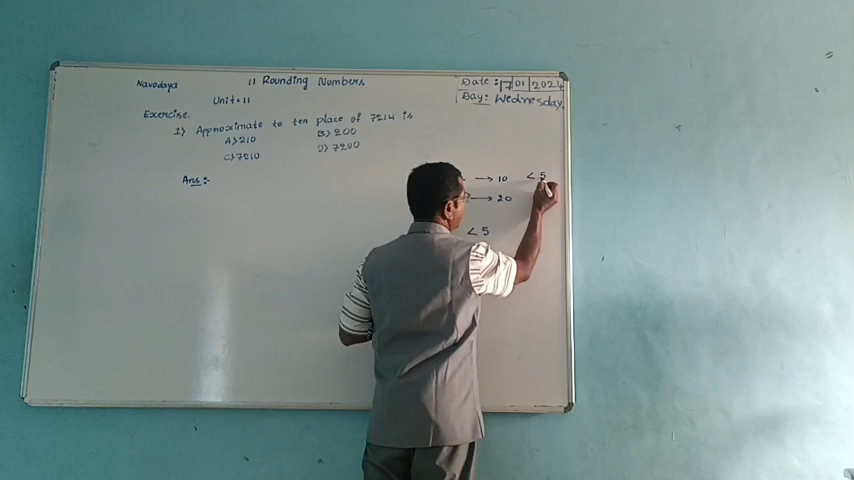 Navodaya 11 Rounding Numbers Date: 17/01/2024
Unit=11 Day: Wednesday
Exercise.
1) Approximate to ten place of 7214 is
A) 210 B) 200
C) 7210 D) 7200
Ans:-
→ 10 < 5
→ 20
< 5